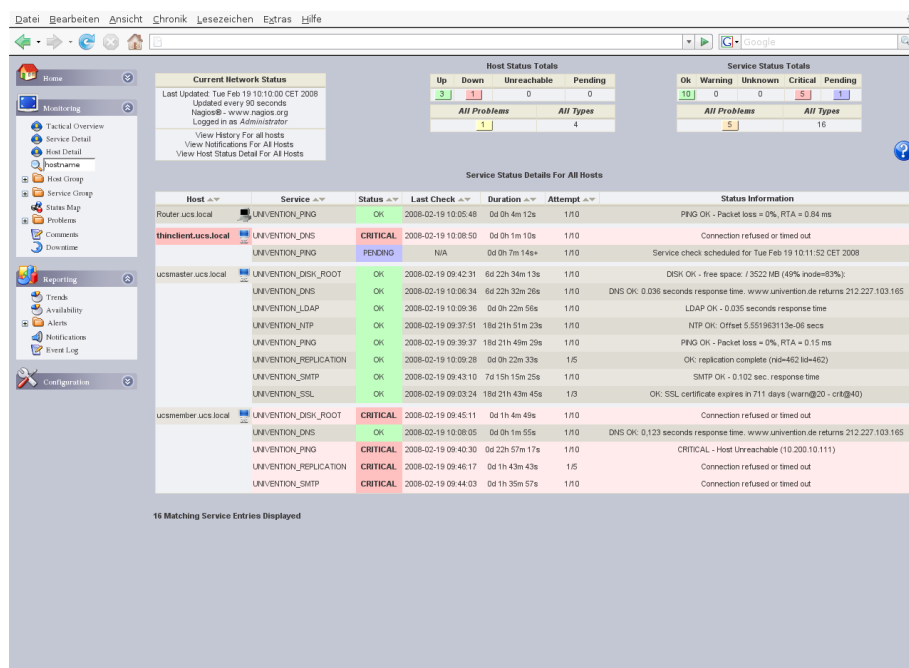 Datei Bearbeiten Ansicht Chronik Lesezeichen Extras Hilfe
G Google
Home
Monitoring
Tactical Overview
Service Detail
Host Detail
hostname
Host Group
Service Group
Status Map
Problems
Comments
Downtime
Reporting
Trends
Availability
Alerts
Notifications
Event Log
Configuration
Current Network Status
Last Updated: Tue Feb 19 10:10:00 CET 2008
Updated every 90 seconds
Nagios® - www.nagios.org
Logged in as Administrator
View History For all hosts
View Notifications For All Hosts
View Host Status Detail For All Hosts
Host Status Totals
Up Down Unreachable Pending
3 1 0 0
All Problems All Types
1 4
Service Status Totals
Ok Warning Unknown Critical Pending
10 0 0 5 1
All Problems All Types
5 16
?
Service Status Details For All Hosts
Host Service Status Last Check Duration Attempt Status Information
Router.ucs.local UNIVENTION_PING OK 2008-02-19 10:05:48 0d 0h 4m 12s 1/10 PING OK - Packet loss = 0%, RTA = 0.84 ms
thinclient.ucs.local UNIVENTION_DNS CRITICAL 2008-02-19 10:08:50 0d 0h 1m 10s 1/10 Connection refused or timed out
UNIVENTION_PING PENDING N/A 0d 0h 7m 14s+ 1/10 Service check scheduled for Tue Feb 19 10:11:52 CET 2008
ucsmaster.ucs.local UNIVENTION_DISK_ROOT OK 2008-02-19 09:42:31 6d 22h 34m 13s 1/10 DISK OK - free space: / 3522 MB (49% inode=83%):
UNIVENTION_DNS OK 2008-02-19 10:06:34 6d 22h 32m 26s 1/10 DNS OK: 0.036 seconds response time. www.univention.de returns 212.227.103.165
UNIVENTION_LDAP OK 2008-02-19 10:09:36 0d 0h 22m 56s 1/10 LDAP OK - 0.035 seconds response time
UNIVENTION_NTP OK 2008-02-19 09:37:51 18d 21h 51m 23s 1/10 NTP OK: Offset 5.551963113e-06 secs
UNIVENTION_PING OK 2008-02-19 09:39:37 18d 21h 49m 29s 1/10 PING OK - Packet loss = 0%, RTA = 0.15 ms
UNIVENTION_REPLICATION OK 2008-02-19 10:09:28 0d 0h 22m 33s 1/5 OK: replication complete (nid=462 lid=462)
UNIVENTION_SMTP OK 2008-02-19 09:43:10 7d 15h 15m 25s 1/10 SMTP OK - 0.102 sec. response time
UNIVENTION_SSL OK 2008-02-19 09:03:24 18d 21h 43m 45s 1/3 OK: SSL certificate expires in 711 days (warn@20 - crit@40)
ucsmember.ucs.local UNIVENTION_DISK_ROOT CRITICAL 2008-02-19 09:45:11 0d 1h 4m 49s 1/10 Connection refused or timed out
UNIVENTION_DNS OK 2008-02-19 10:08:05 0d 0h 1m 55s 1/10 DNS OK: 0,123 seconds response time. www.univention.de returns 212.227.103.165
UNIVENTION_PING CRITICAL 2008-02-19 09:40:30 0d 22h 57m 17s 1/10 CRITICAL - Host Unreachable (10.200.10.111)
UNIVENTION_REPLICATION CRITICAL 2008-02-19 09:46:17 0d 1h 43m 43s 1/5 Connection refused or timed out
UNIVENTION_SMTP CRITICAL 2008-02-19 09:44:03 0d 1h 35m 57s 1/10 Connection refused or timed out
16 Matching Service Entries Displayed